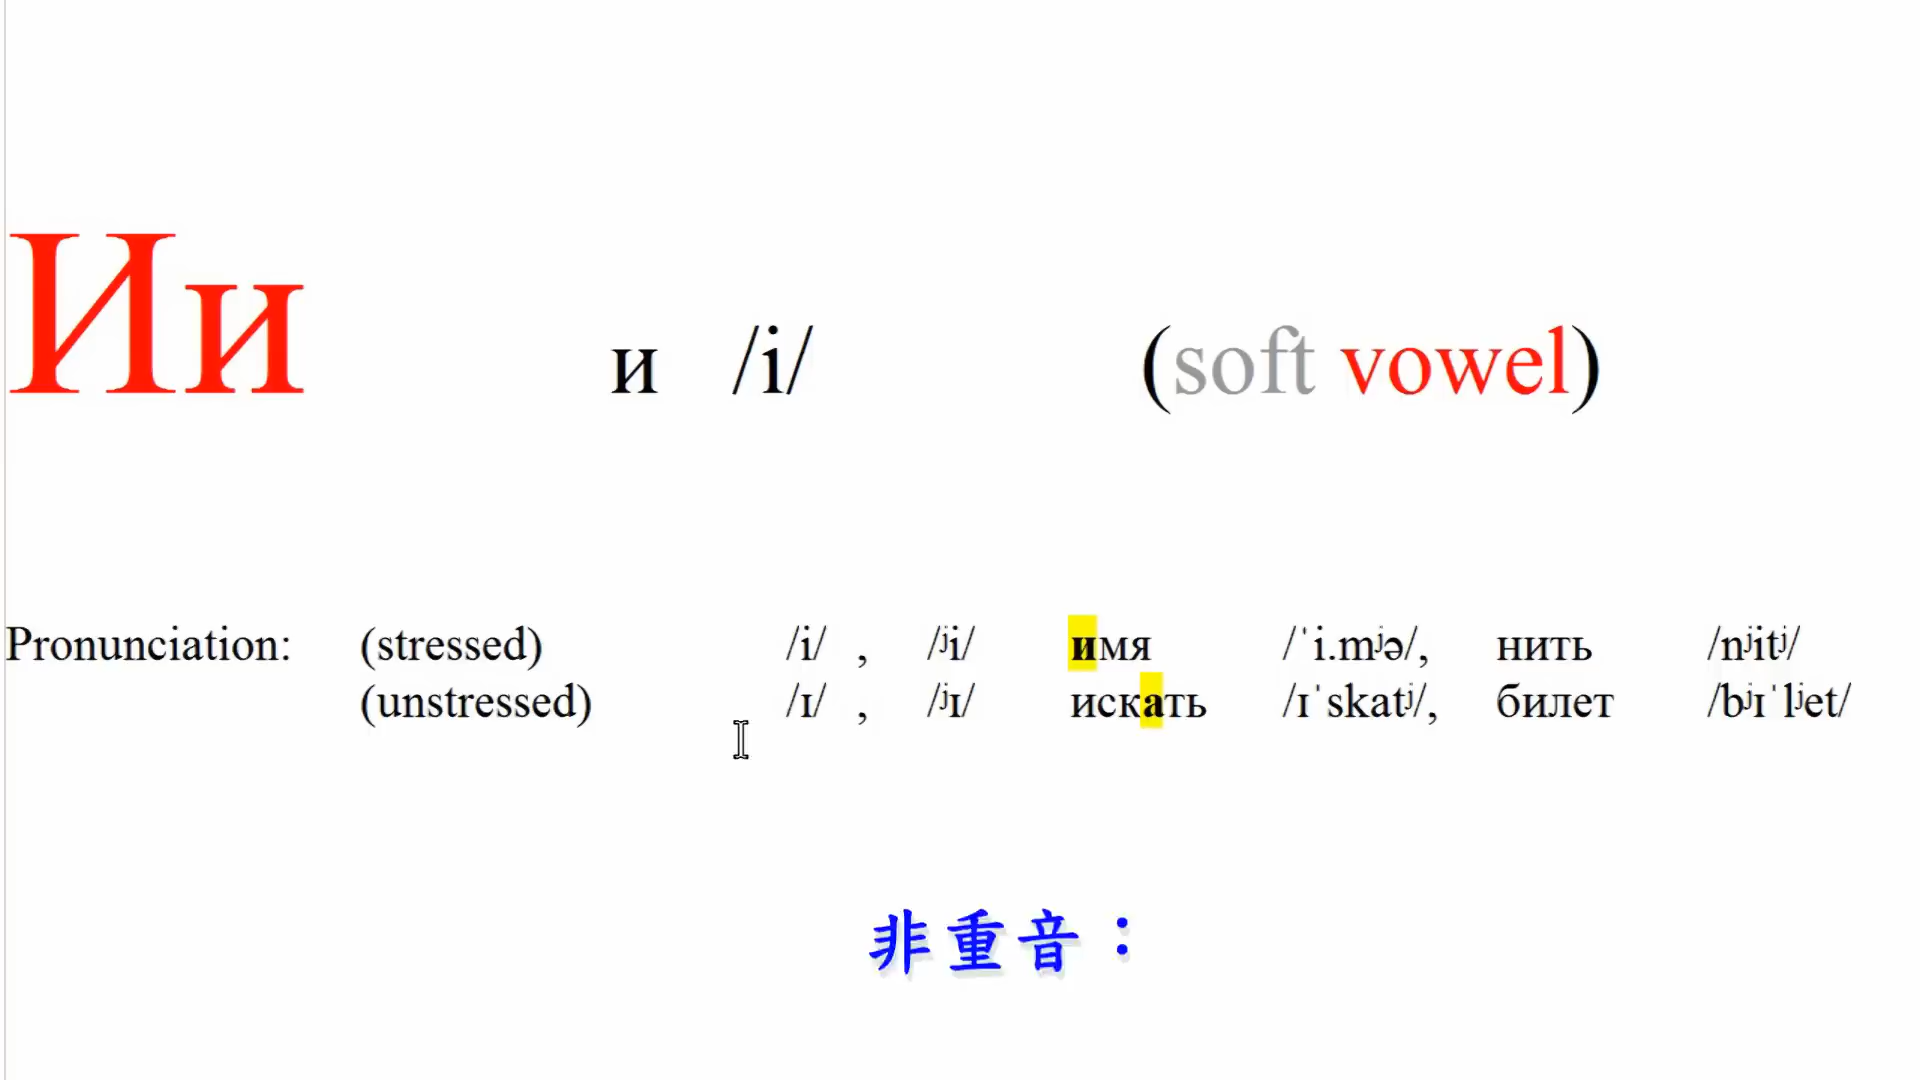 Ии и /i/ (soft vowel)
Pronunciation: (stressed) /i/ , /ʲi/ имя /ˈi.mʲə/, нить /nʲitʲ/
(unstressed) /ɪ/ , /ʲɪ/ искать /ɪˈskatʲ/, билет /bʲɪˈlʲet/
非重音：